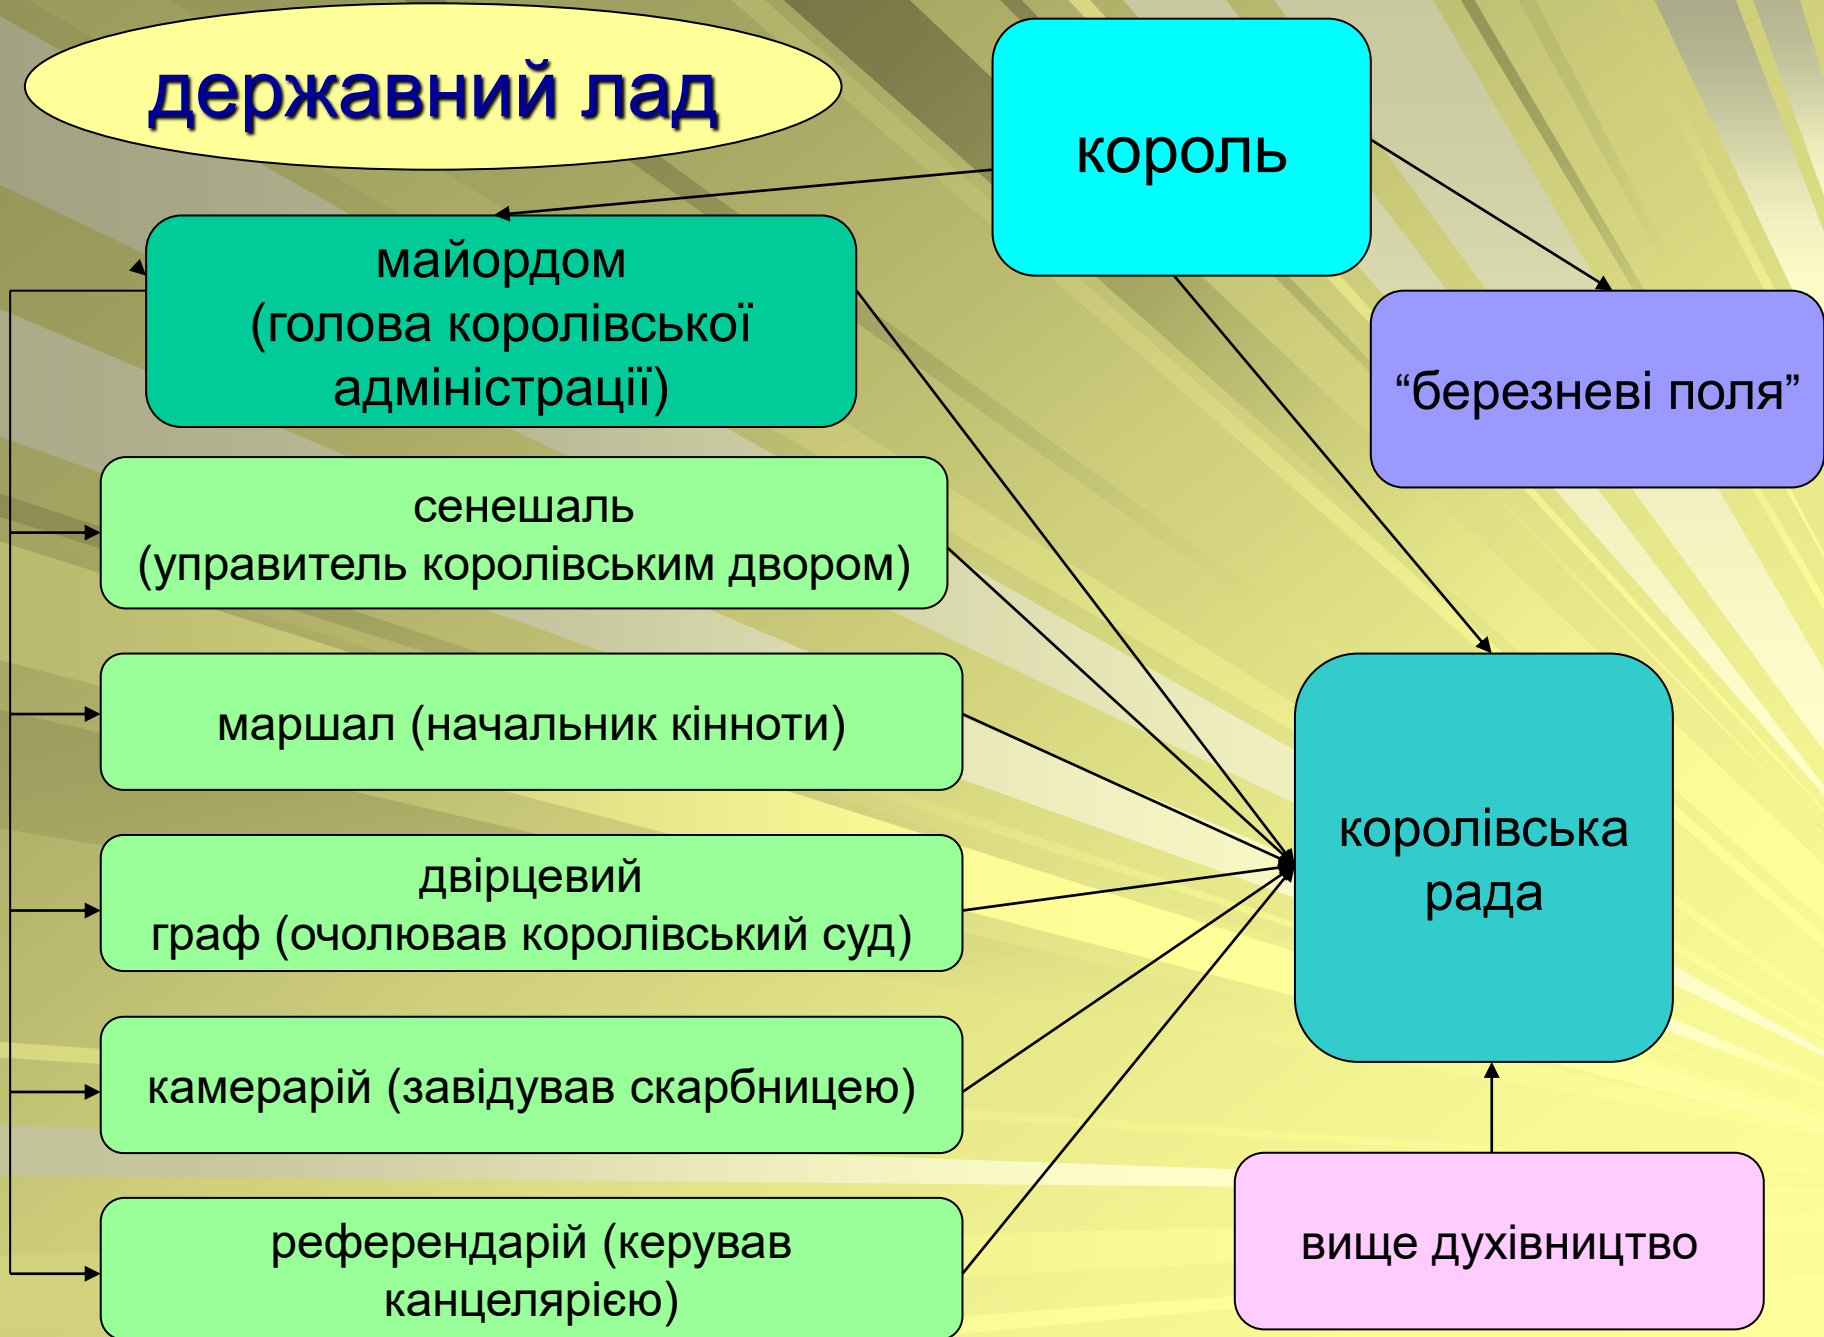 державний лад
король
майордом
(голова королівської
адміністрації)
“березневі поля”
сенешаль
(управитель королівським двором)
маршал (начальник кінноти)
двірцевий
граф (очолював королівський суд)
королівська
рада
камерарій (завідував скарбницею)
референдарій (керував
канцелярією)
вище духівництво